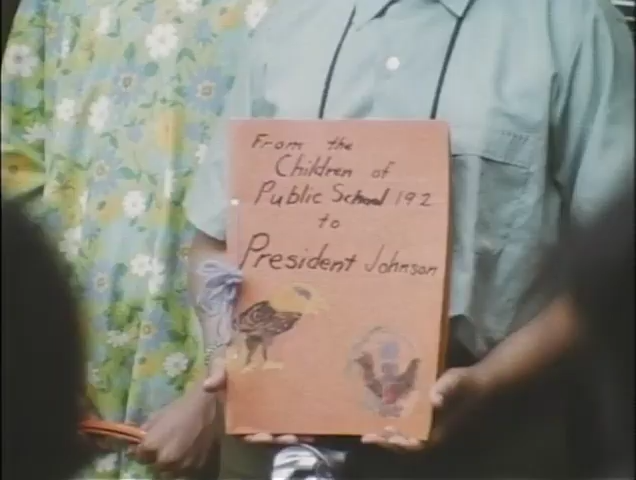 From the
Children of
Public School 192
to
President Johnson